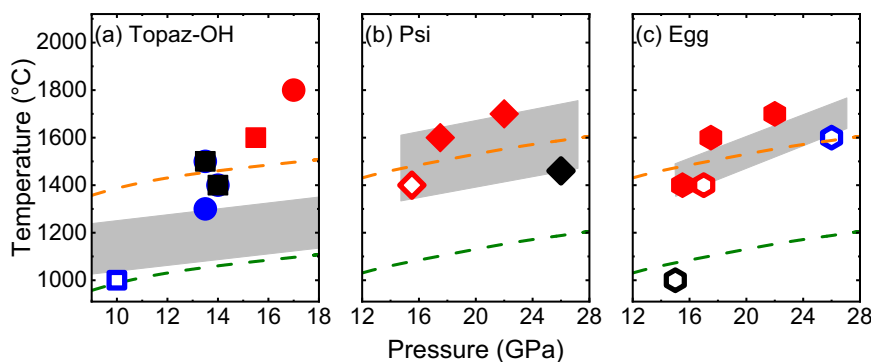 (a) Topaz-OH
(b) Psi
(c) Egg
Temperature (°C)
2000
1800
1600
1400
1200
1000
10 12 14 16 18
12 16 20 24 28
12 16 20 24 28
Pressure (GPa)